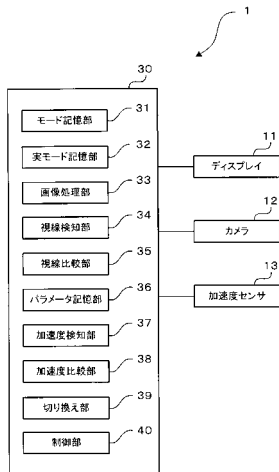 1
30
モード記憶部
31
実モード記憶部
32
画像処理部
33
視線検知部
34
視線比較部
35
パラメータ記憶部
36
加速度検知部
37
加速度比較部
38
切り換え部
39
制御部
40
11
ディスプレイ
12
カメラ
13
加速度センサ